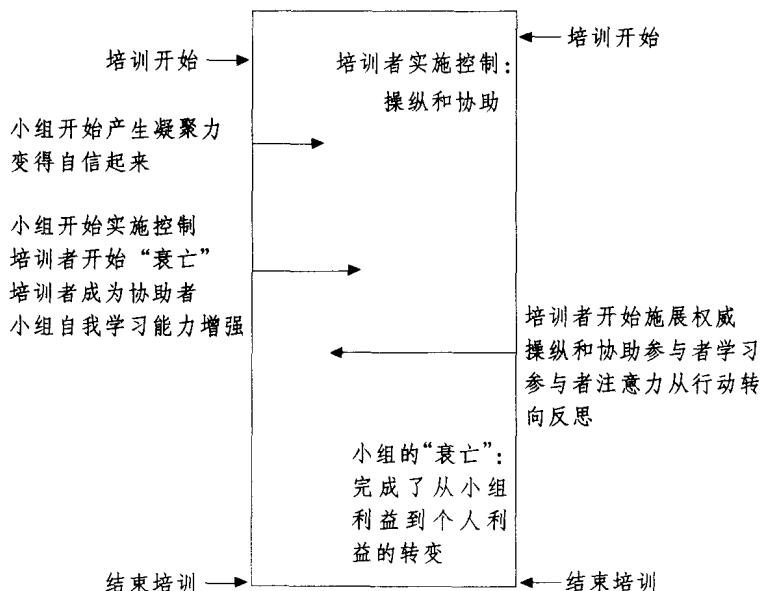 培训开始
培训开始
培训者实施控制：
操纵和协助
小组开始产生凝聚力
变得自信起来
小组开始实施控制
培训者开始“衰亡”
培训者成为协助者
小组自我学习能力增强
培训者开始施展权威
操纵和协助参与者学习
参与者注意力从行动转
向反思
小组的“衰亡”：
完成了从小组
利益到个人利
益的转变
结束培训
结束培训